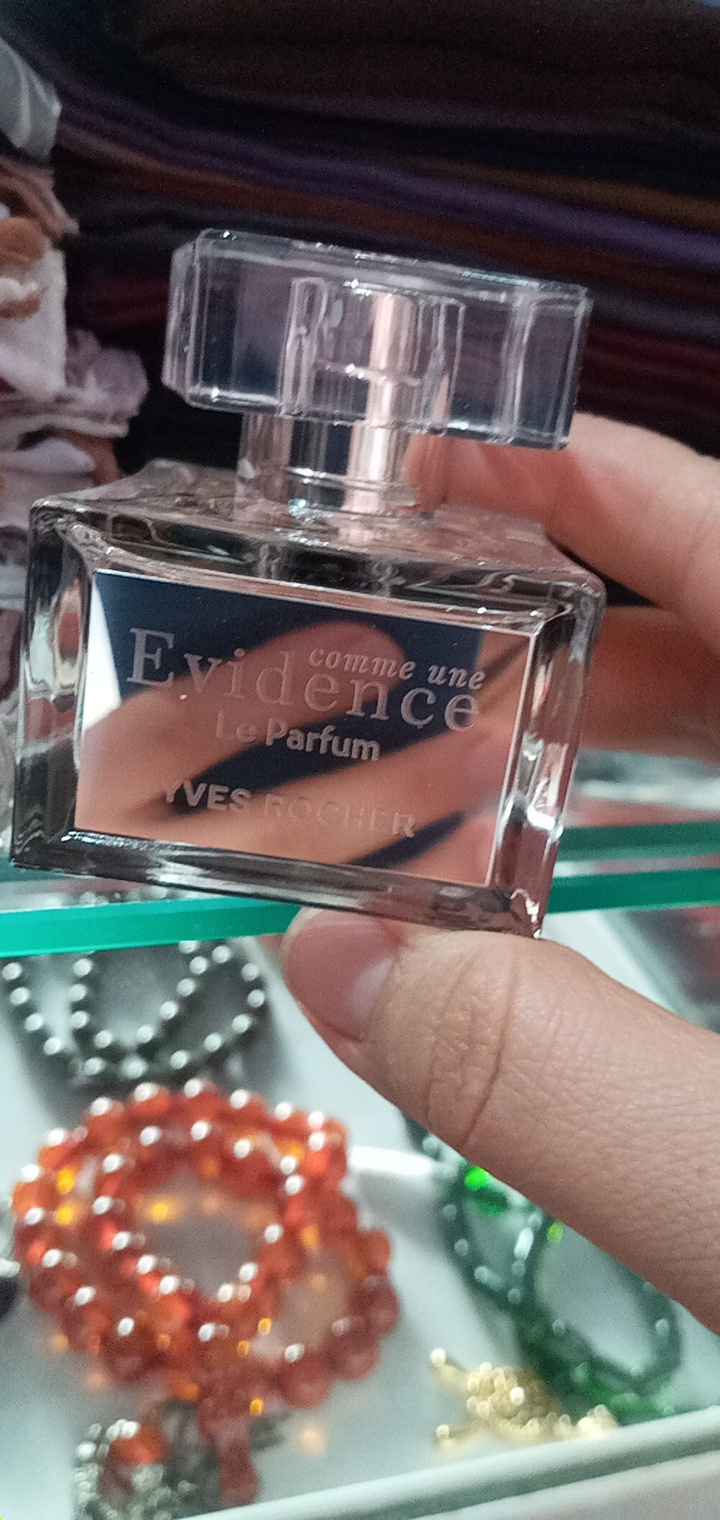 comme une
Evidence
Le Parfum
YVES ROCHER